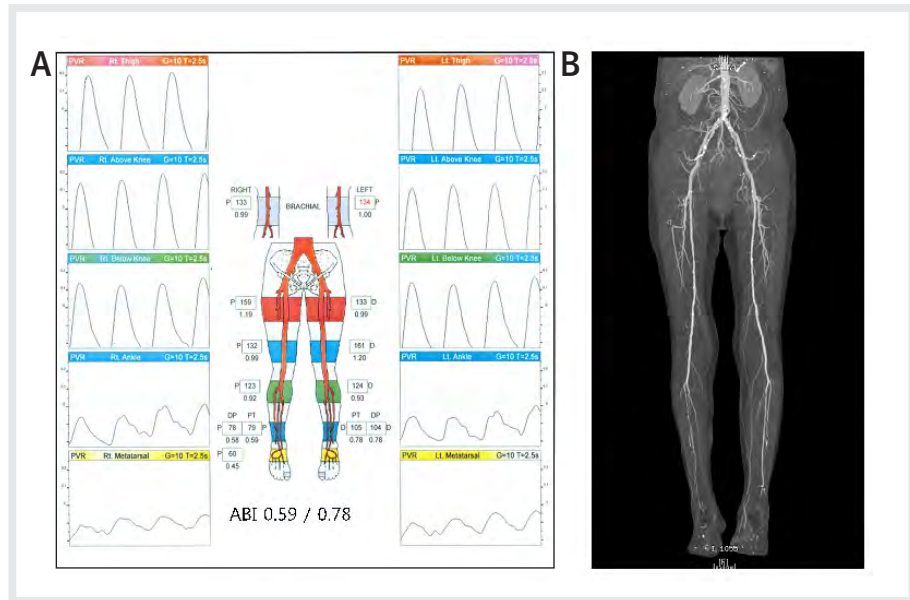 A
B
PVR Rt. Thigh G=10 T=2.5s
PVR Lt. Thigh G=10 T=2.5s
PVR Rt. Above Knee G=10 T=2.5s
PVR Lt. Above Knee G=10 T=2.5s
RIGHT
LEFT
P 133
BRACHIAL
134 P
0.99
1.00
PVR Rt. Below Knee G=10 T=2.5s
PVR Lt. Below Knee G=10 T=2.5s
P 159
133 D
1.19
0.99
P 132
161 D
0.99
1.20
PVR Rt. Ankle G=10 T=2.5s
PVR Lt. Ankle G=10 T=2.5s
P 123
124 D
0.92
0.93
DP PT
PT DP
P 78 79 P
D 105 104 D
0.58 0.59
0.78 0.78
PVR Rt. Metatarsal G=10 T=2.5s
PVR Lt. Metatarsal G=10 T=2.5s
P 60
0.45
ABI 0.59 / 0.78